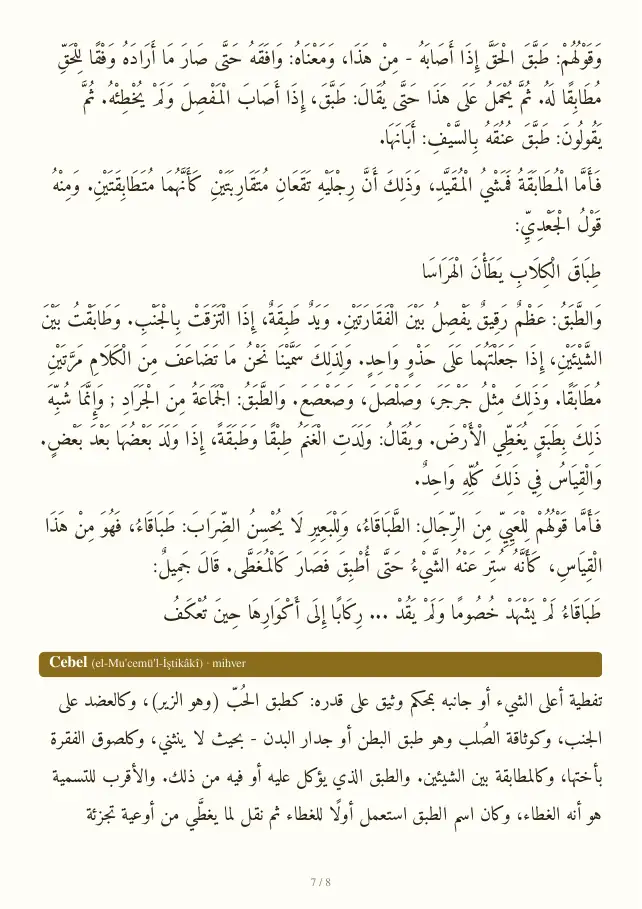 وَقَوْلُهُمْ: طَبَّقَ الْحَقَّ إِذَا أَصَابَهُ - مِنْ هَذَا، وَمَعْنَاهُ: وَافَقَهُ حَتَّى صَارَ مَا أَرَادَهُ وَفْقًا لِلْحَقِّ
مُطَابِقًا لَهُ. ثُمَّ يُحْمَلُ عَلَى هَذَا حَتَّى يُقَالَ: طَبَّقَ، إِذَا أَصَابَ الْمَفْصِلَ وَلَمْ يُخْطِئْهُ. ثُمَّ
يَقُولُونَ: طَبَّقَ عُنُقَهُ بِالسَّيْفِ: أَبَانَهَا.
فَأَمَّا الْمُطَابَقَةُ فَمَشْيُ الْمُقَيَّدِ، وَذَلِكَ أَنَّ رِجْلَيْهِ تَقَعَانِ مُتَقَارِبَتَيْنِ كَأَنَّهُمَا مُتَطَابِقَتَيْنِ. وَمِنْهُ
قَوْلُ الْجَعْدِيِّ:
طِبَاقَ الْكِلَابِ يَطَأْنَ الْهَرَاسَا
وَالطَّبَقُ: عَظْمٌ رَقِيقٌ يَفْصِلُ بَيْنَ الْفَقَارَتَيْنِ. وَيَدٌ طَبِقَةٌ، إِذَا الْتَزَقَتْ بِالْجَنْبِ. وَطَابَقْتُ بَيْنَ
الشَّيْئَيْنِ، إِذَا جَعَلْتَهُمَا عَلَى حَذْوٍ وَاحِدٍ. وَلِذَلِكَ سَمَّيْنَا نَحْنُ مَا تَضَاعَفَ مِنَ الْكَلَامِ مَرَّتَيْنِ
مُطَابَقًا. وَذَلِكَ مِثْلُ جَرْجَرَ، وَصَلْصَلَ، وَصَعْصَعَ. وَالطَّبَقُ: الْجَمَاعَةُ مِنَ الْجَرَادِ ; وَإِنَّمَا شُبِّهَ
ذَلِكَ بِطَبَقٍ يُغَطِّي الْأَرْضَ. وَيُقَالُ: وَلَدَتِ الْغَنَمُ طِبْقًا وَطَبَقَةً، إِذَا وَلَدَ بَعْضُهَا بَعْدَ بَعْضٍ.
وَالْقِيَاسُ فِي ذَلِكَ كُلِّهِ وَاحِدٌ.
فَأَمَّا قَوْلُهُمْ لِلْعَيِيِّ مِنَ الرِّجَالِ: الطَّبَاقَاءُ، وَلِلْبَعِيرِ لَا يُحْسِنُ الضِّرَابَ: طَبَاقَاءُ، فَهُوَ مِنْ هَذَا
الْقِيَاسِ، كَأَنَّهُ سُتِرَ عَنْهُ الشَّيْءُ حَتَّى أُطْبِقَ فَصَارَ كَالْمُغَطَّى. قَالَ جَمِيلٌ:
طَبَاقَاءُ لَمْ يَشْهَدْ خُصُومًا وَلَمْ يَقُدْ ... رِكَابًا إِلَى أَكْوَارِهَا حِينَ تُعْكَفُ
Cebel (el-Mu'cemü'l-İştikâkî) · mihver
تغطية أعلى الشيء أو جانبه بمحكم وثيق على قدره: كطبق الحُبّ (وهو الزير)، وكالعضد على
الجنب، وكوثاقة الصُلب وهو طبق البطن أو جدار البدن - بحيث لا ينثني، وكلصوق الفقرة
بأختها، وكالمطابقة بين الشيئين. والطبق الذي يؤكل عليه أو فيه من ذلك. والأقرب للتسمية
هو أنه الغطاء، وكان اسم الطبق استعمل أولًا للغطاء ثم نقل لما يغطَّي من أوعية تجزئة
7 / 8